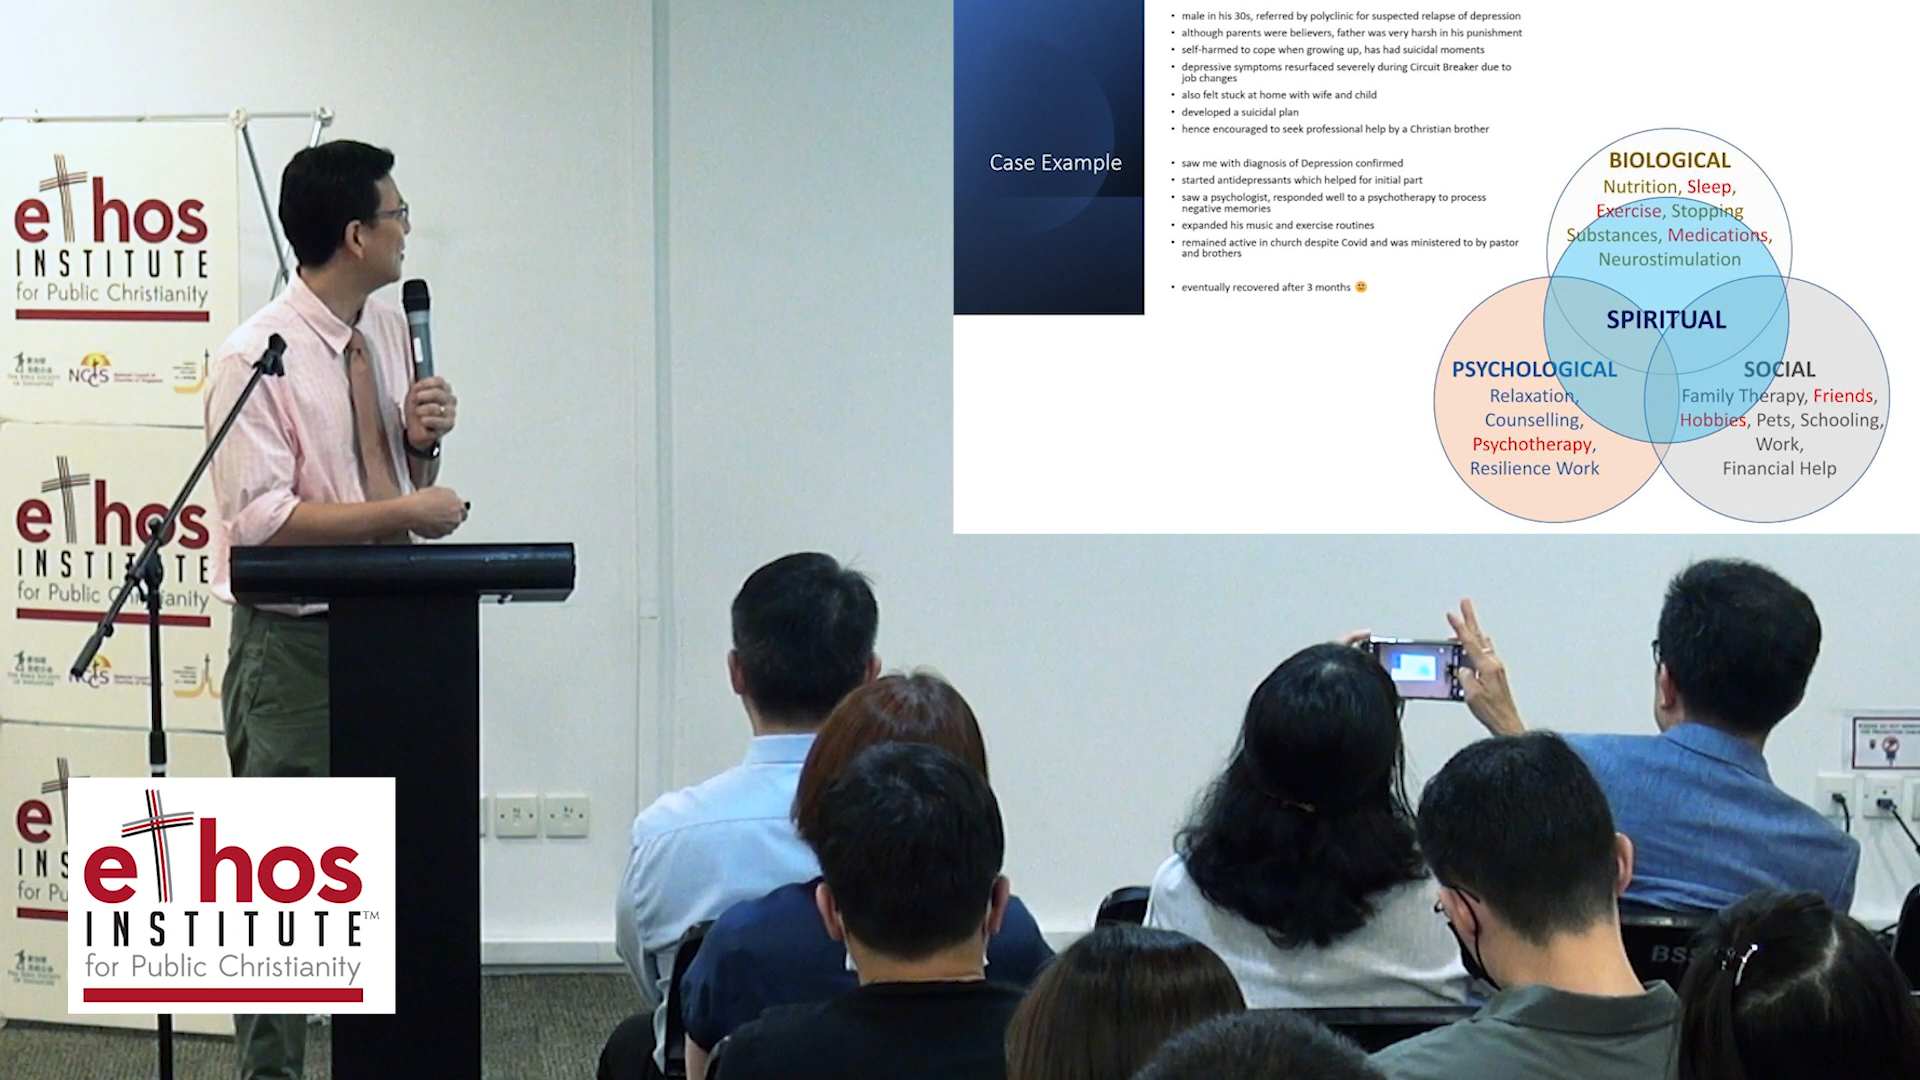 ethos
INSTITUTE
for Public Christianity
NCCS
ethos
INSTITUTE
for Public Christianity
NCCS
Case Example
• male in his 30s, referred by polyclinic for suspected relapse of depression
• although parents were believers, father was very harsh in his punishment
• self-harmed to cope when growing up, has had suicidal moments
• depressive symptoms resurfaced severely during Circuit Breaker due to
job changes
• also felt stuck at home with wife and child
• developed a suicidal plan
• hence encouraged to seek professional help by a Christian brother
• saw me with diagnosis of Depression confirmed
• started antidepressants which helped for initial part
• saw a psychologist, responded well to a psychotherapy to process
negative memories
• expanded his music and exercise routines
• remained active in church despite Covid and was ministered to by pastor
and brothers
• eventually recovered after 3 months
BIOLOGICAL
Nutrition, Sleep,
Exercise, Stopping
Substances, Medications,
Neurostimulation
SPIRITUAL
PSYCHOLOGICAL
Relaxation,
Counselling,
Psychotherapy,
Resilience Work
SOCIAL
Family Therapy, Friends,
Hobbies, Pets, Schooling,
Work,
Financial Help
ethos
INSTITUTE™
for Public Christianity